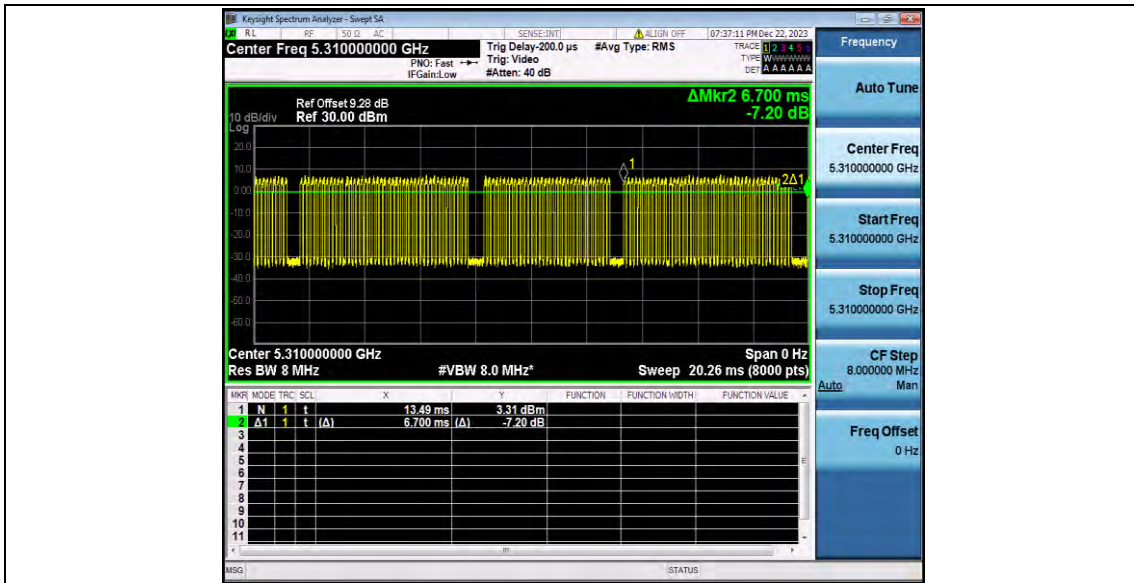 Keysight Spectrum Analyzer - Swept SA
RL RF 50 Ω AC SENSE:INT ALIGN OFF 07:37:11 PM Dec 22, 2023
Center Freq 5.310000000 GHz
Trig Delay-200.0 µs #Avg Type: RMS
TRACE 1 2 3 4 5 6
PNO: Fast Trig: Video
TYPE W
IFGain:Low #Atten: 40 dB
DET A A A A A A
Frequency
Auto Tune
Center Freq
5.310000000 GHz
Start Freq
5.310000000 GHz
Stop Freq
5.310000000 GHz
CF Step
8.000000 MHz
Auto Man
Freq Offset
0 Hz
ΔMkr2 6.700 ms
-7.20 dB
Ref Offset 9.28 dB
10 dB/div Ref 30.00 dBm
Log
20.0
10.0
0.00
-10.0
-20.0
-30.0
-40.0
-50.0
-60.0
1
2Δ1
Center 5.310000000 GHz Span 0 Hz
Res BW 8 MHz #VBW 8.0 MHz* Sweep 20.26 ms (8000 pts)
MKR MODE TRC SCL X Y FUNCTION FUNCTION WIDTH FUNCTION VALUE
1 N 1 t 13.49 ms 3.31 dBm
2 Δ1 1 t (Δ) 6.700 ms (Δ) -7.20 dB
3
4
5
6
7
8
9
10
11
MSG STATUS